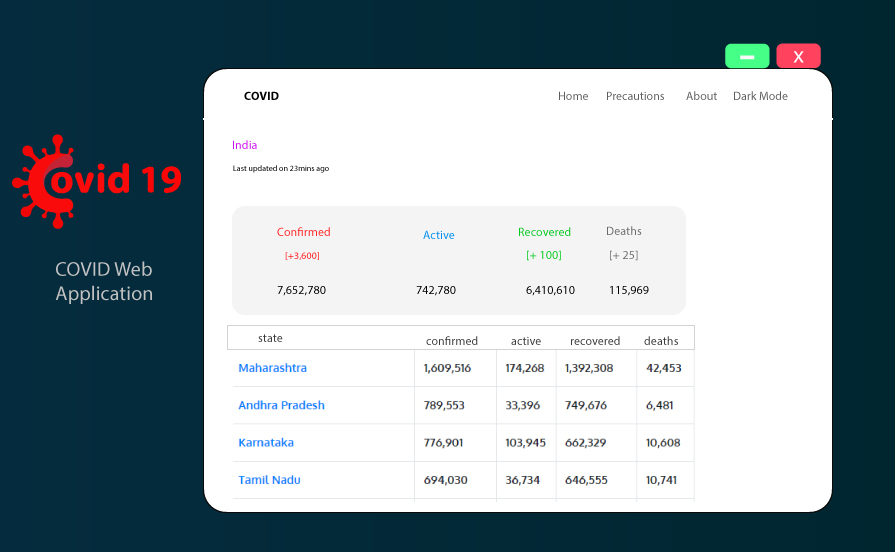 X
COVID Home Precautions About Dark Mode
India
Last updated on 23mins ago
Covid 19
COVID Web
Application
Confirmed Active Recovered Deaths
[+3,600] [+ 100] [+ 25]
7,652,780 742,780 6,410,610 115,969
state confirmed active recovered deaths
Maharashtra 1,609,516 174,268 1,392,308 42,453
Andhra Pradesh 789,553 33,396 749,676 6,481
Karnataka 776,901 103,945 662,329 10,608
Tamil Nadu 694,030 36,734 646,555 10,741